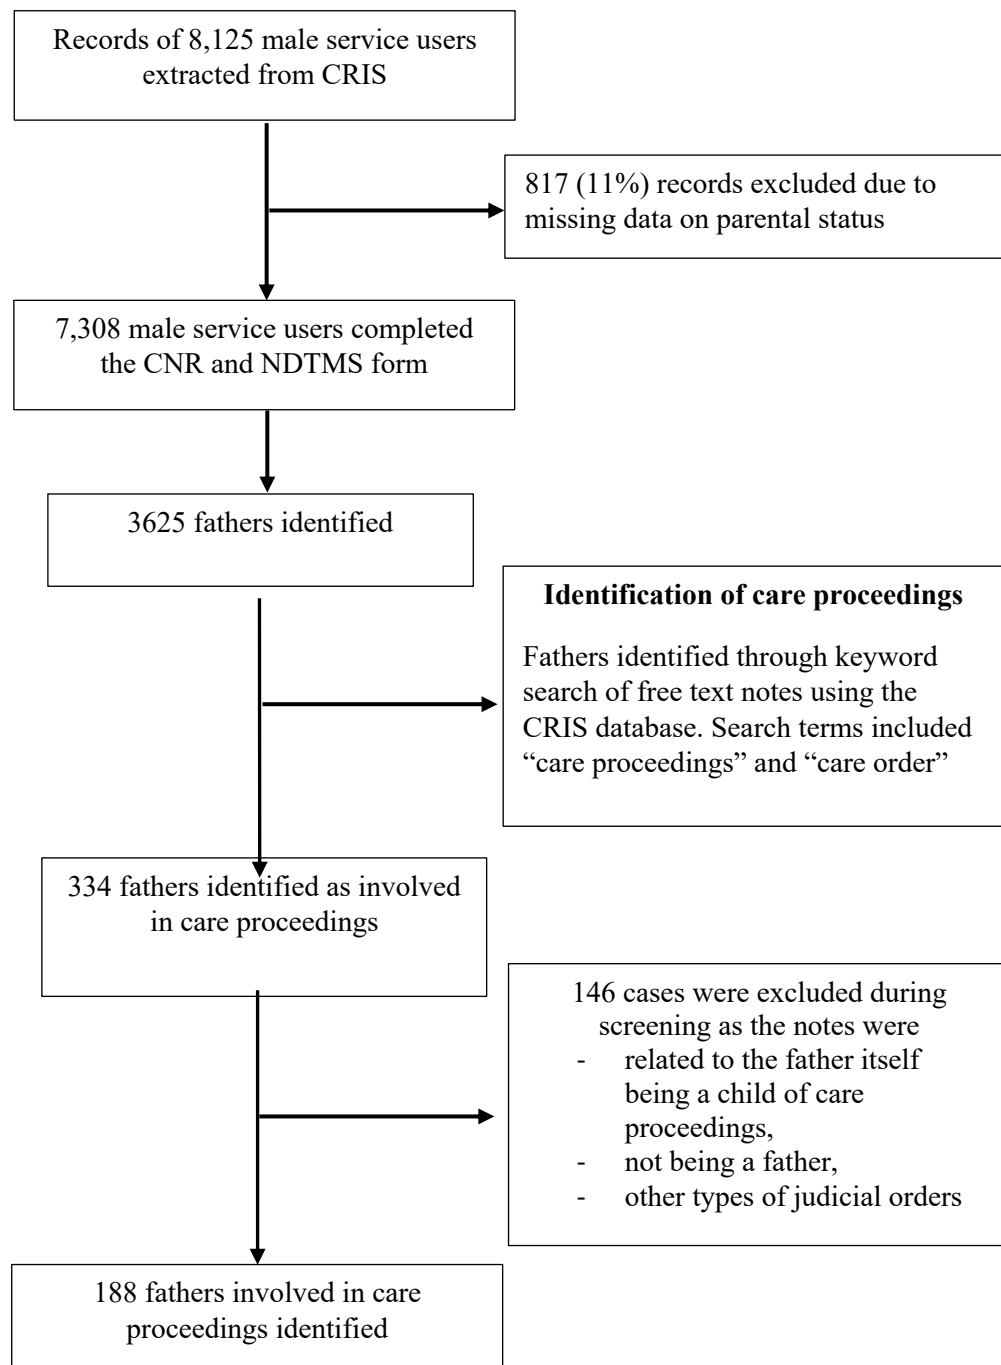 Records of 8,125 male service users
extracted from CRIS
817 (11%) records excluded due to
missing data on parental status
7,308 male service users completed
the CNR and NDTMS form
3625 fathers identified
Identification of care proceedings
Fathers identified through keyword
search of free text notes using the
CRIS database. Search terms included
“care proceedings” and “care order”
334 fathers identified as involved
in care proceedings
146 cases were excluded during
screening as the notes were
- related to the father itself
being a child of care
proceedings,
- not being a father,
- other types of judicial orders
188 fathers involved in care
proceedings identified